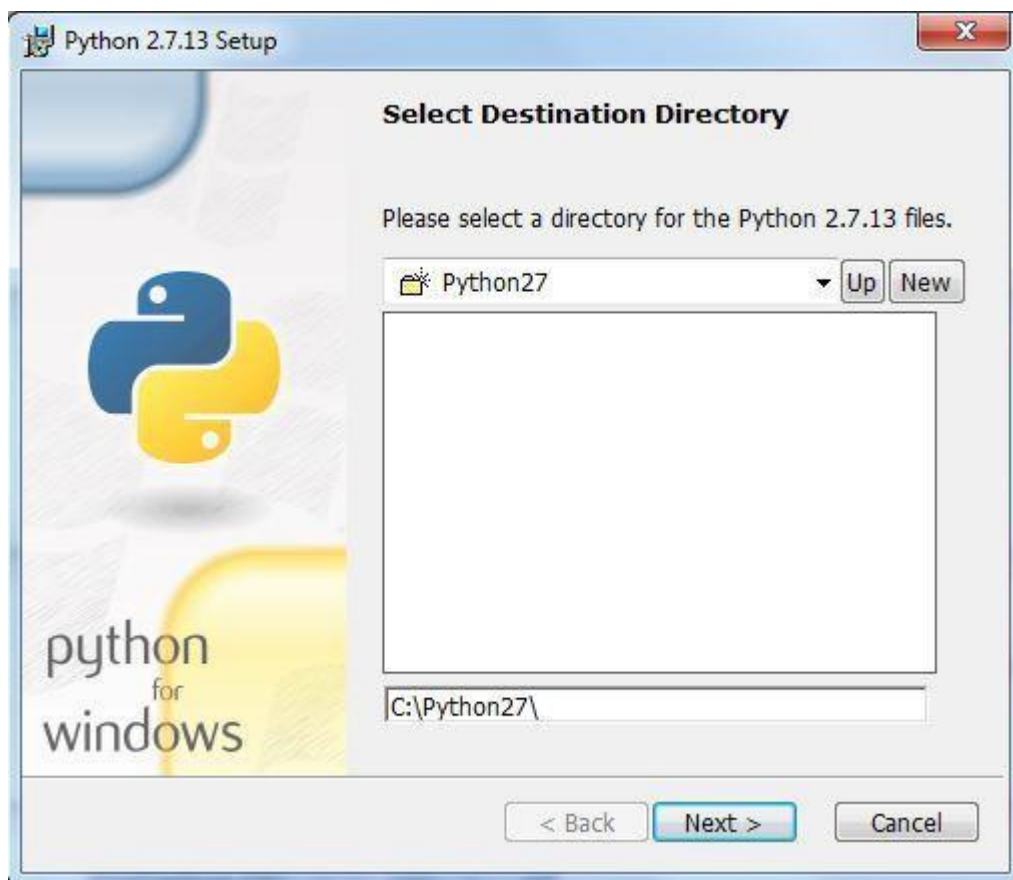 Python 2.7.13 Setup
Select Destination Directory
Please select a directory for the Python 2.7.13 files.
Python27
Up
New
C:\Python27\
python
for
windows
< Back
Next >
Cancel